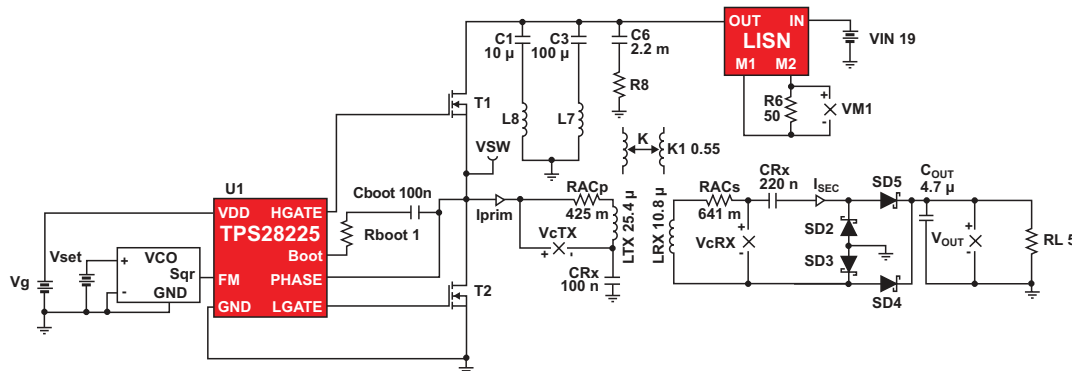 C1
10 µ
C3
100 µ
C6
2.2 m
R8
L8
L7
OUT IN
LISN
M1 M2
VIN 19
R6
50
+
VM1
-
T1
VSW
K
K1 0.55
U1
HGATE
VDD
TPS28225
Boot
FM
PHASE
GND
LGATE
Cboot 100n
Rboot 1
Iprim
RACp
425 m
VcTX
+ -
LTX 25.4 µ
CRx
100 n
LRX 10.8 µ
RACs
641 m
CRx
220 n
+
VcRX
-
ISEC
SD5
SD2
SD3
SD4
COUT
4.7 µ
+
VOUT
-
RL 5
T2
Vset
Vg
+ VCO
Sqr
-
GND